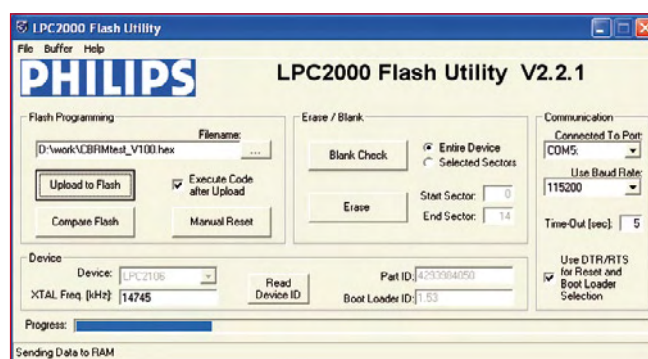 LPC2000 Flash Utility
File Buffer Help
PHILIPS
LPC2000 Flash Utility V2.2.1
Flash Programming
Filename:
D:\work\CBRMtest_V100.hex
...
Upload to Flash
Execute Code
after Upload
Compare Flash
Manual Reset
Erase / Blank
Blank Check
Entire Device
Selected Sectors
Erase
Start Sector: 0
End Sector: 14
Communication
Connected To Port:
COM5:
Use Baud Rate:
115200
Time-Out [sec]: 5
Use DTR/RTS
for Reset and
Boot Loader
Selection
Device
Device: LPC2106
XTAL Freq. [kHz]: 14745
Read
Device ID
Part ID: 4293984050
Boot Loader ID: 1.53
Progress:
Sending Data to RAM